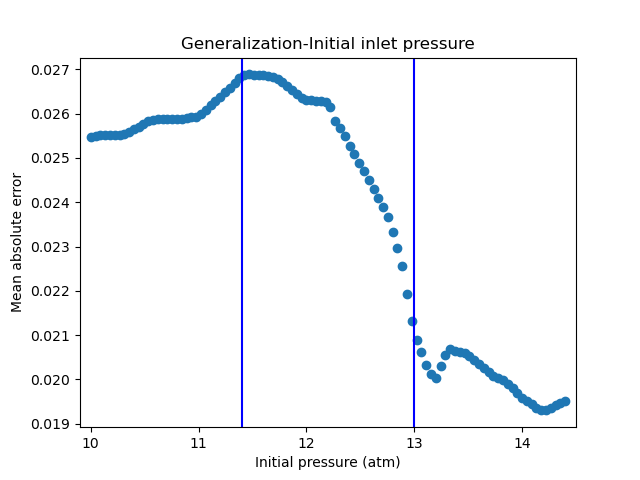 Generalization-Initial inlet pressure
Mean absolute error
0.027
0.026
0.025
0.024
0.023
0.022
0.021
0.020
0.019
10 11 12 13 14
Initial pressure (atm)